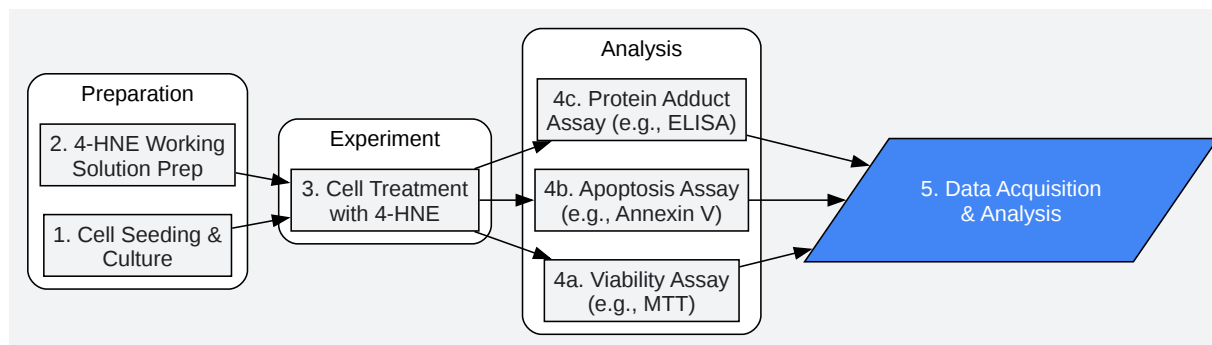 Preparation
2. 4-HNE Working
Solution Prep
1. Cell Seeding &
Culture
Experiment
3. Cell Treatment
with 4-HNE
Analysis
4c. Protein Adduct
Assay (e.g., ELISA)
4b. Apoptosis Assay
(e.g., Annexin V)
4a. Viability Assay
(e.g., MTT)
5. Data Acquisition
& Analysis